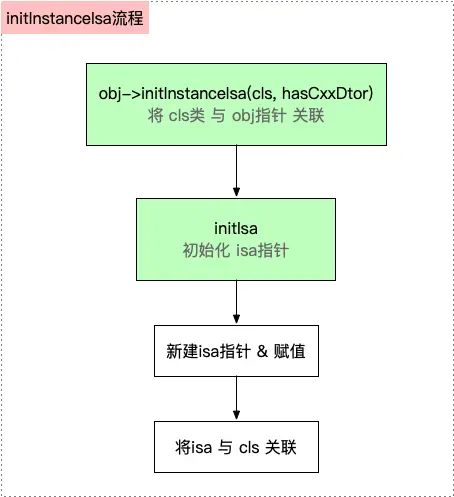 initInstanceIsa流程
obj->initInstanceIsa(cls, hasCxxDtor)
将 cls类 与 obj指针 关联
initIsa
初始化 isa指针
新建isa指针 & 赋值
将isa 与 cls 关联